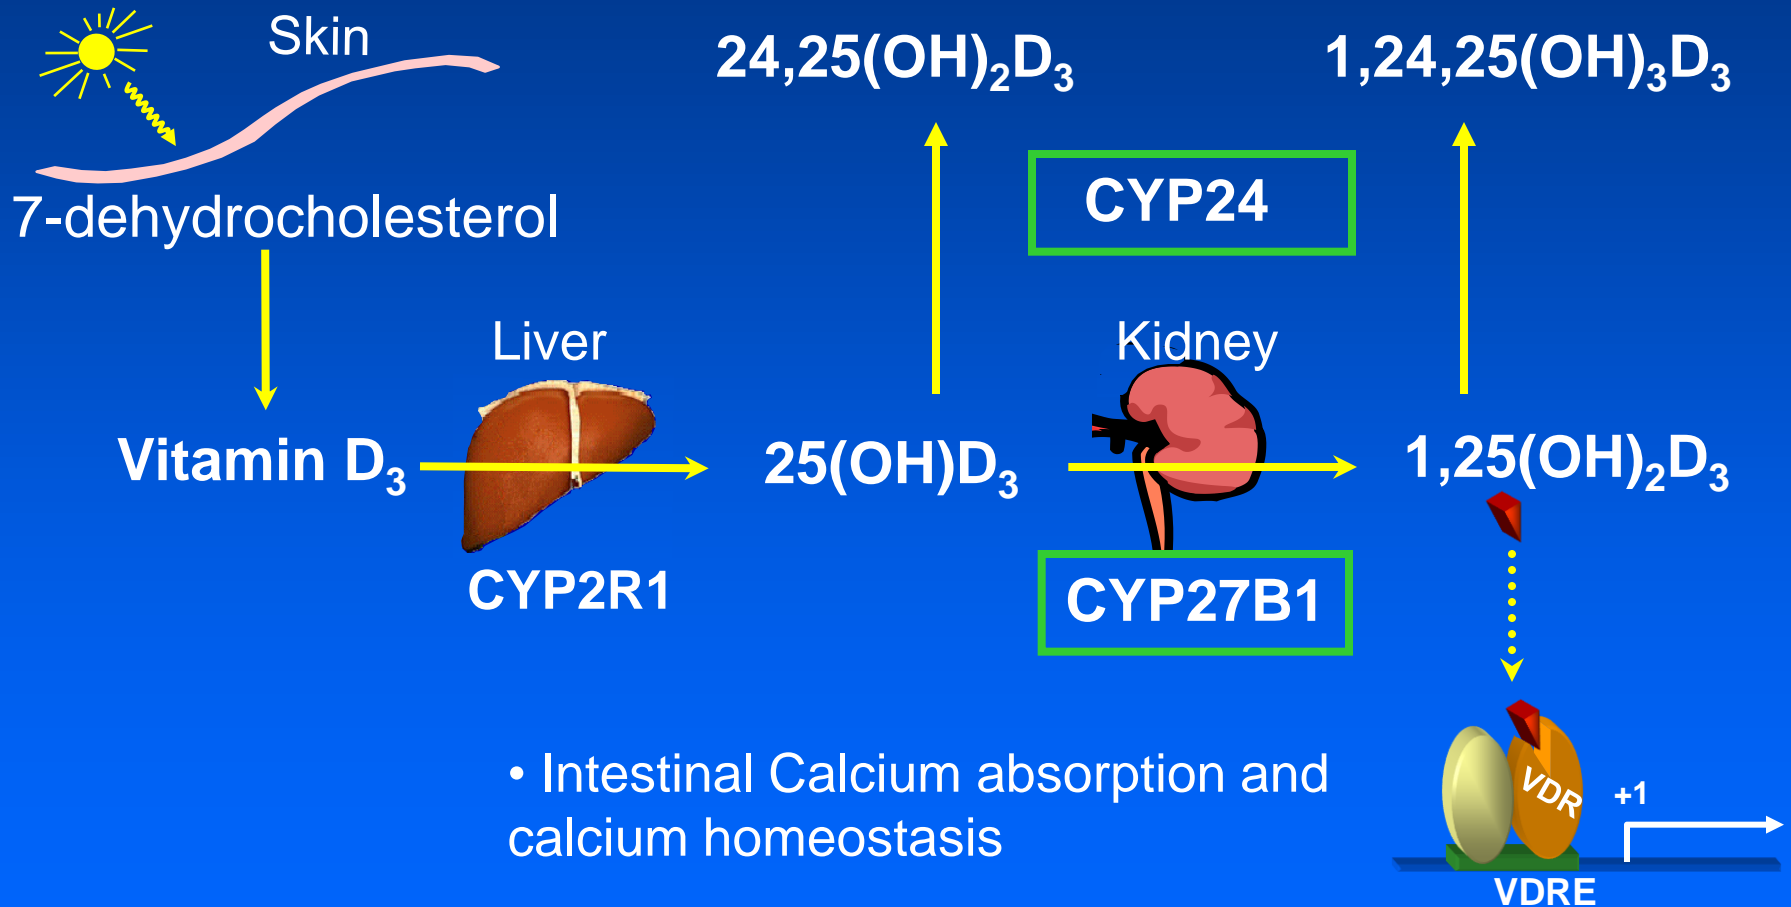 Skin
24,25(OH)₂D₃
1,24,25(OH)₃D₃
CYP24
7-dehydrocholesterol
Liver
Kidney
Vitamin D₃
25(OH)D₃
1,25(OH)₂D₃
CYP2R1
CYP27B1
• Intestinal Calcium absorption and
calcium homeostasis
VDR
+1
VDRE